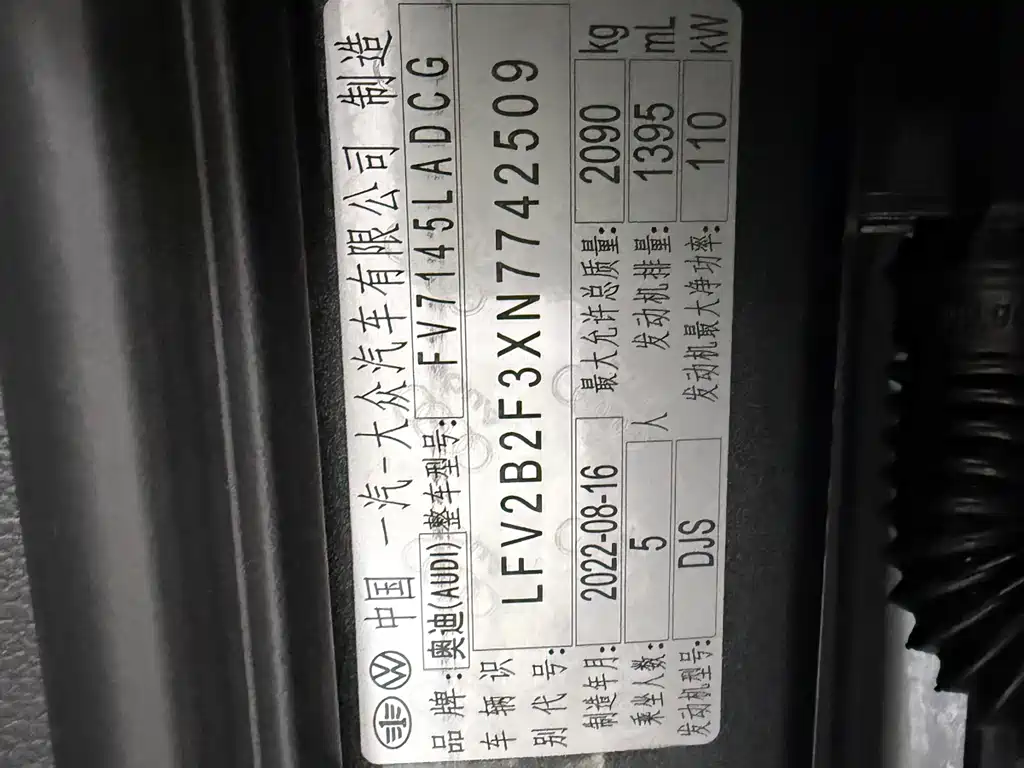 中国 一汽-大众汽车有限公司 制造
品牌: 奥迪(AUDI) 整车型号: FV7145LADCG
车辆识别代号: LFV2B2F3XN7742509
制造年月: 2022-08-16 最大允许总质量: 2090 kg
乘坐人数: 5 人 发动机排量: 1395 mL
发动机型号: DJS 发动机最大净功率: 110 kW